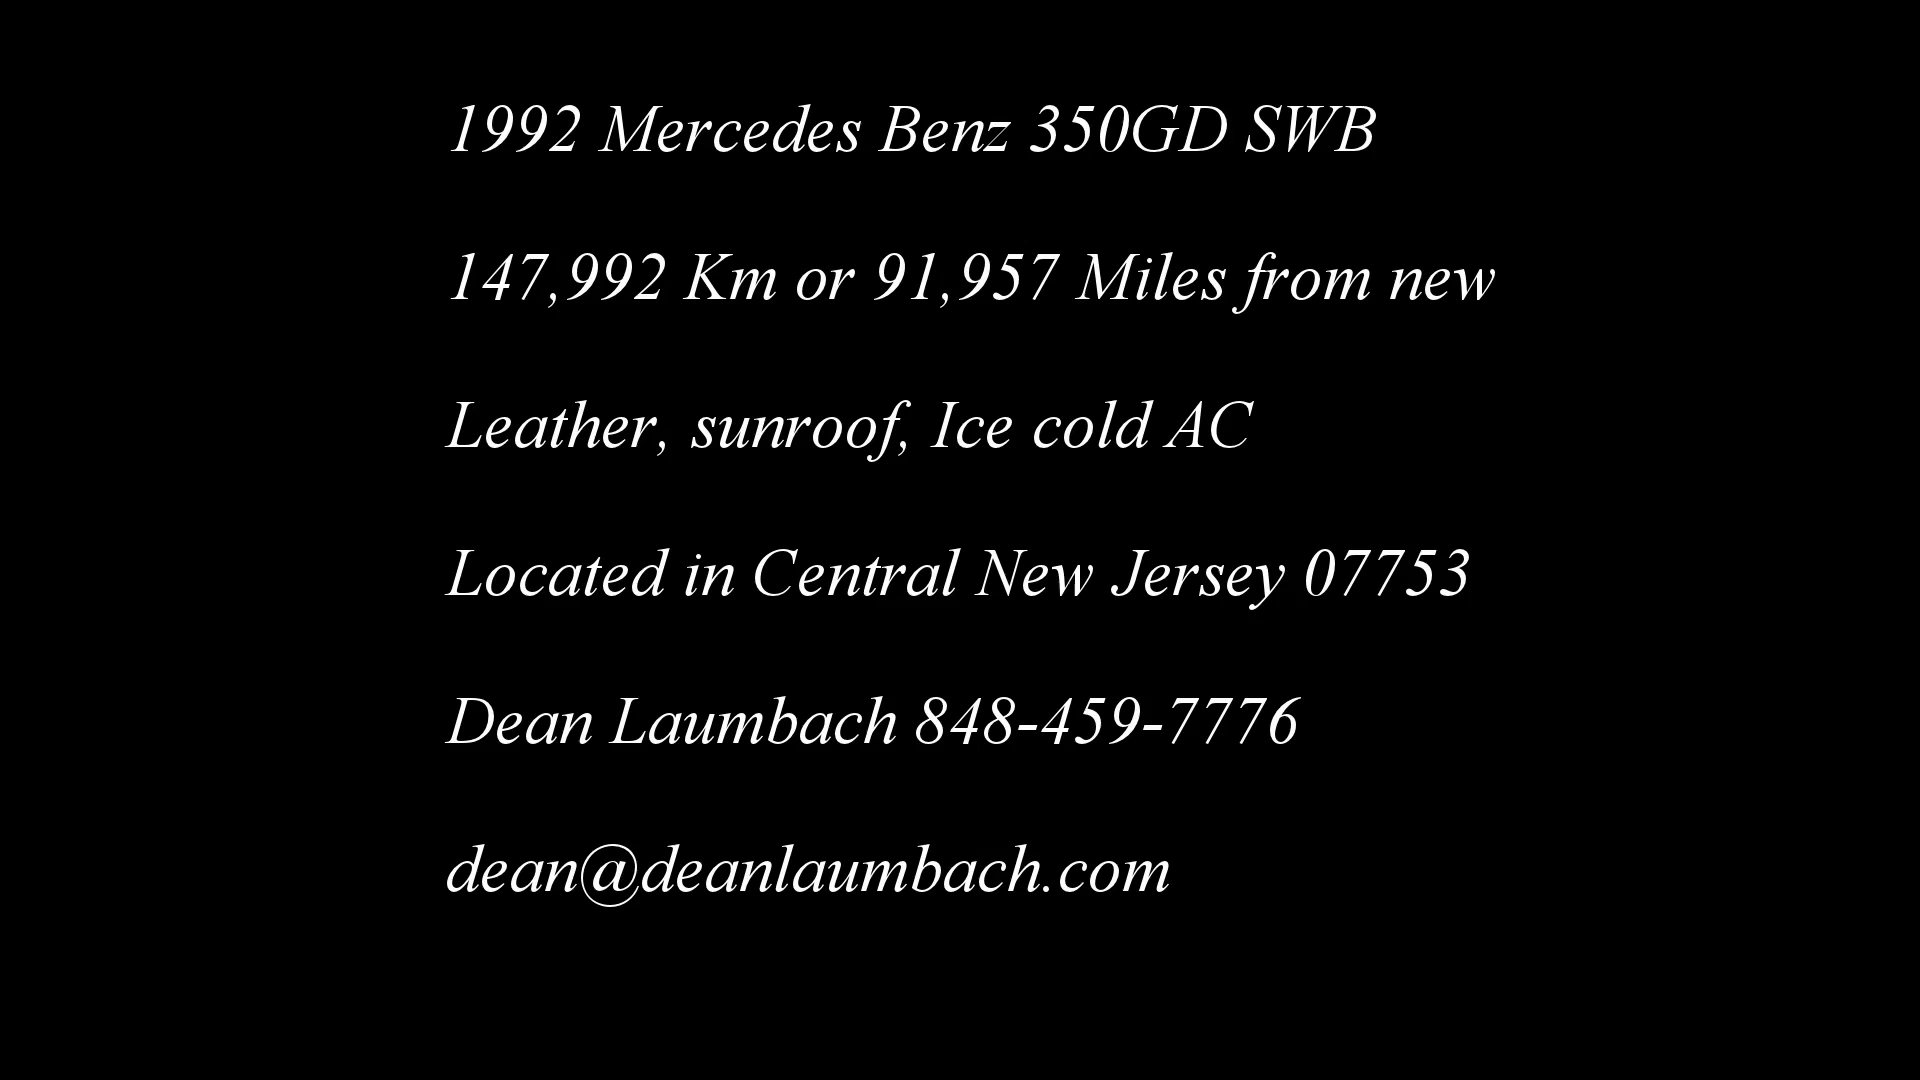 1992 Mercedes Benz 350GD SWB
147,992 Km or 91,957 Miles from new
Leather, sunroof, Ice cold AC
Located in Central New Jersey 07753
Dean Laumbach 848-459-7776
dean@deanlaumbach.com